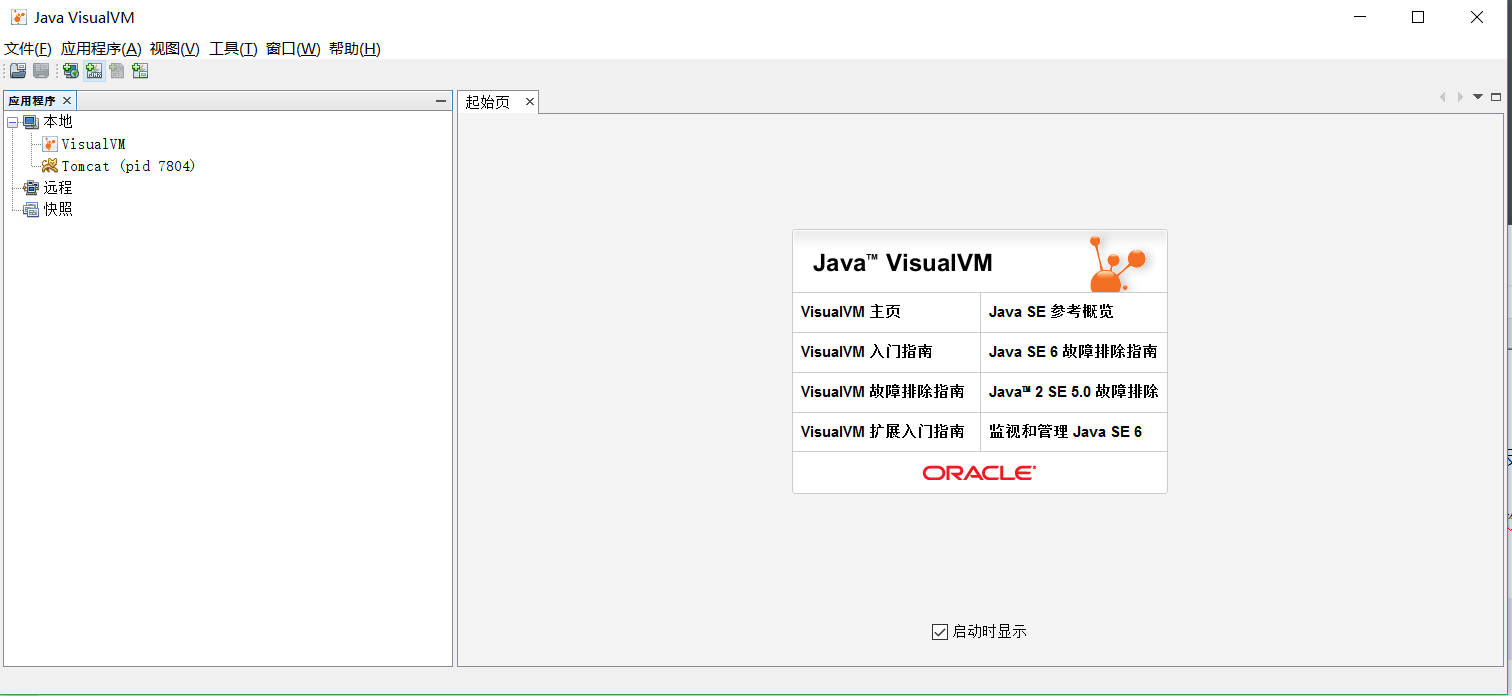 Java VisualVM
文件(F) 应用程序(A) 视图(V) 工具(T) 窗口(W) 帮助(H)
应用程序
起始页
本地
VisualVM
Tomcat (pid 7804)
远程
快照
Java™ VisualVM
VisualVM 主页
Java SE 参考概览
VisualVM 入门指南
Java SE 6 故障排除指南
VisualVM 故障排除指南
Java™ 2 SE 5.0 故障排除
VisualVM 扩展入门指南
监视和管理 Java SE 6
ORACLE
启动时显示